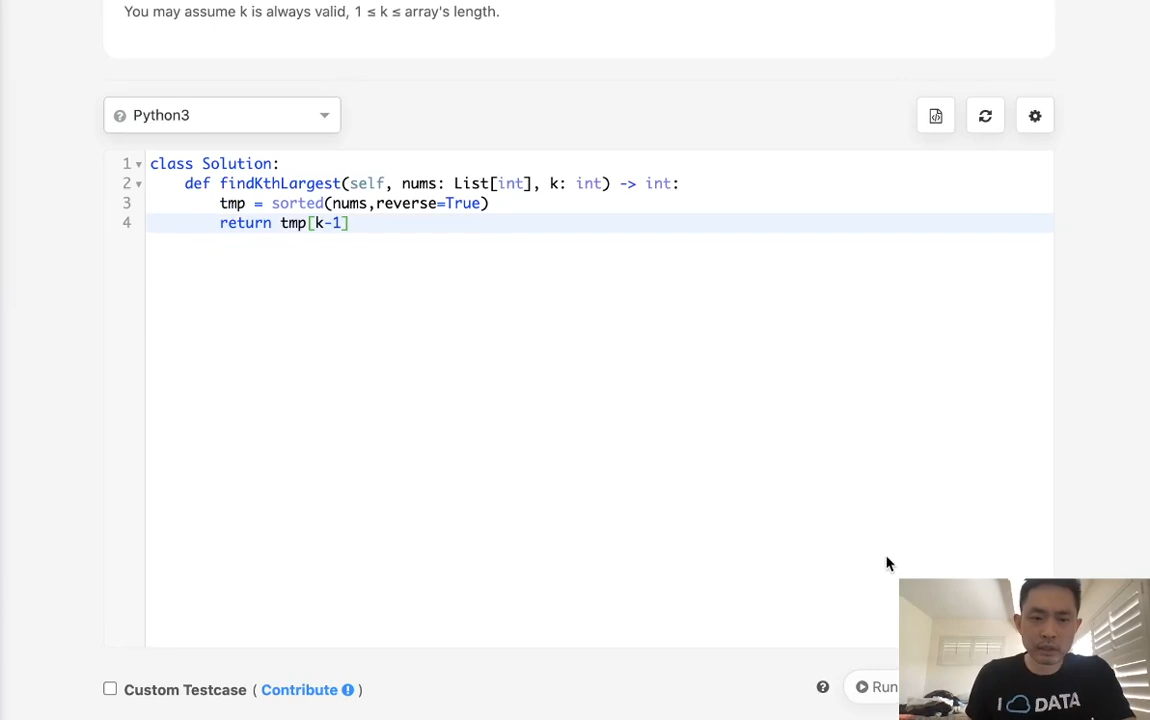 You may assume k is always valid, 1 ≤ k ≤ array's length.
Python3
1 class Solution:
2 def findKthLargest(self, nums: List[int], k: int) -> int:
3 tmp = sorted(nums,reverse=True)
4 return tmp[k-1]
Custom Testcase ( Contribute )
Run
I DATA